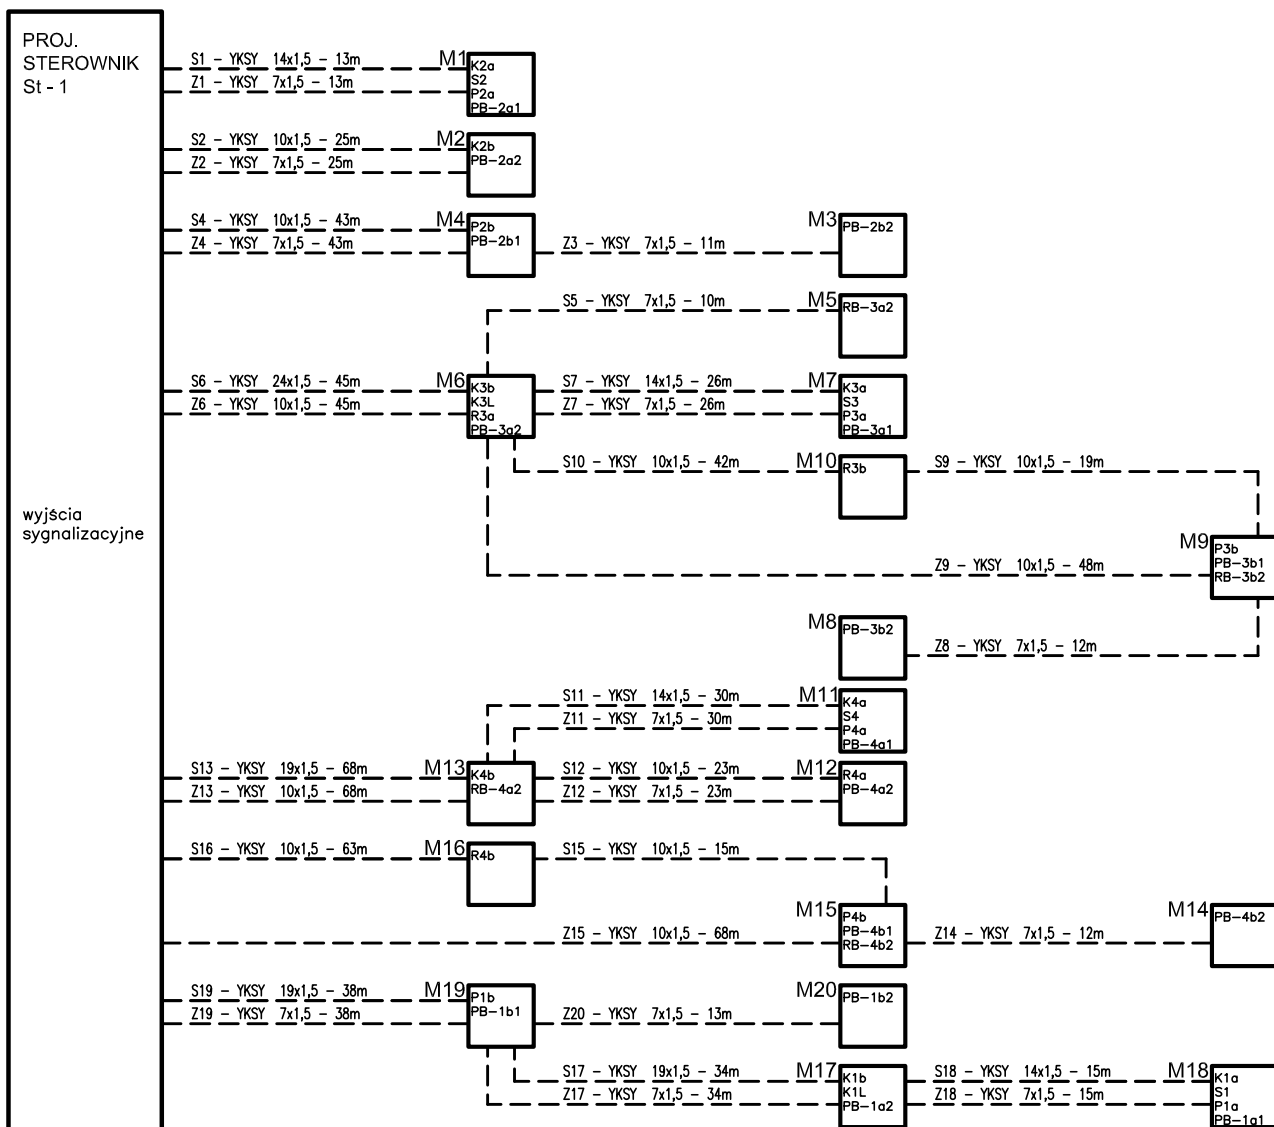 PROJ.
STEROWNIK
St - 1
S1 – YKSY 14x1,5 – 13m
Z1 – YKSY 7x1,5 – 13m
M1
K2a
S2
P2a
PB–2a1
S2 – YKSY 10x1,5 – 25m
Z2 – YKSY 7x1,5 – 25m
M2
K2b
PB–2a2
S4 – YKSY 10x1,5 – 43m
Z4 – YKSY 7x1,5 – 43m
M4
P2b
PB–2b1
Z3 – YKSY 7x1,5 – 11m
M3
PB–2b2
S5 – YKSY 7x1,5 – 10m
M5
RB–3a2
S6 – YKSY 24x1,5 – 45m
Z6 – YKSY 10x1,5 – 45m
M6
K3b
K3L
R3a
PB–3a2
S7 – YKSY 14x1,5 – 26m
Z7 – YKSY 7x1,5 – 26m
M7
K3a
S3
P3a
PB–3a1
S10 – YKSY 10x1,5 – 42m
M10
R3b
S9 – YKSY 10x1,5 – 19m
wyjścia
sygnalizacyjne
M9
P3b
PB–3b1
RB–3b2
Z9 – YKSY 10x1,5 – 48m
M8
PB–3b2
Z8 – YKSY 7x1,5 – 12m
S11 – YKSY 14x1,5 – 30m
Z11 – YKSY 7x1,5 – 30m
M11
K4a
S4
P4a
PB–4a1
S13 – YKSY 19x1,5 – 68m
Z13 – YKSY 10x1,5 – 68m
M13
K4b
RB–4a2
S12 – YKSY 10x1,5 – 23m
Z12 – YKSY 7x1,5 – 23m
M12
R4a
PB–4a2
S16 – YKSY 10x1,5 – 63m
M16
R4b
S15 – YKSY 10x1,5 – 15m
M15
P4b
PB–4b1
RB–4b2
Z15 – YKSY 10x1,5 – 68m
Z14 – YKSY 7x1,5 – 12m
M14
PB–4b2
S19 – YKSY 19x1,5 – 38m
Z19 – YKSY 7x1,5 – 38m
M19
P1b
PB–1b1
Z20 – YKSY 7x1,5 – 13m
M20
PB–1b2
S17 – YKSY 19x1,5 – 34m
Z17 – YKSY 7x1,5 – 34m
M17
K1b
K1L
PB–1a2
S18 – YKSY 14x1,5 – 15m
Z18 – YKSY 7x1,5 – 15m
M18
K1a
S1
P1a
PB–1a1